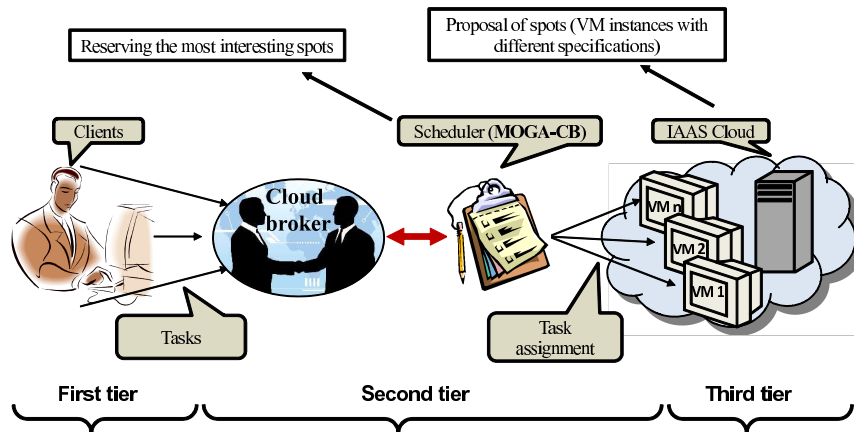 Reserving the most interesting spots
Proposal of spots (VM instances with
different specifications)
Clients
Scheduler (MOGA-CB)
IAAS Cloud
Cloud
broker
VM n
VM 2
VM 1
Tasks
Task
assignment
First tier
Second tier
Third tier